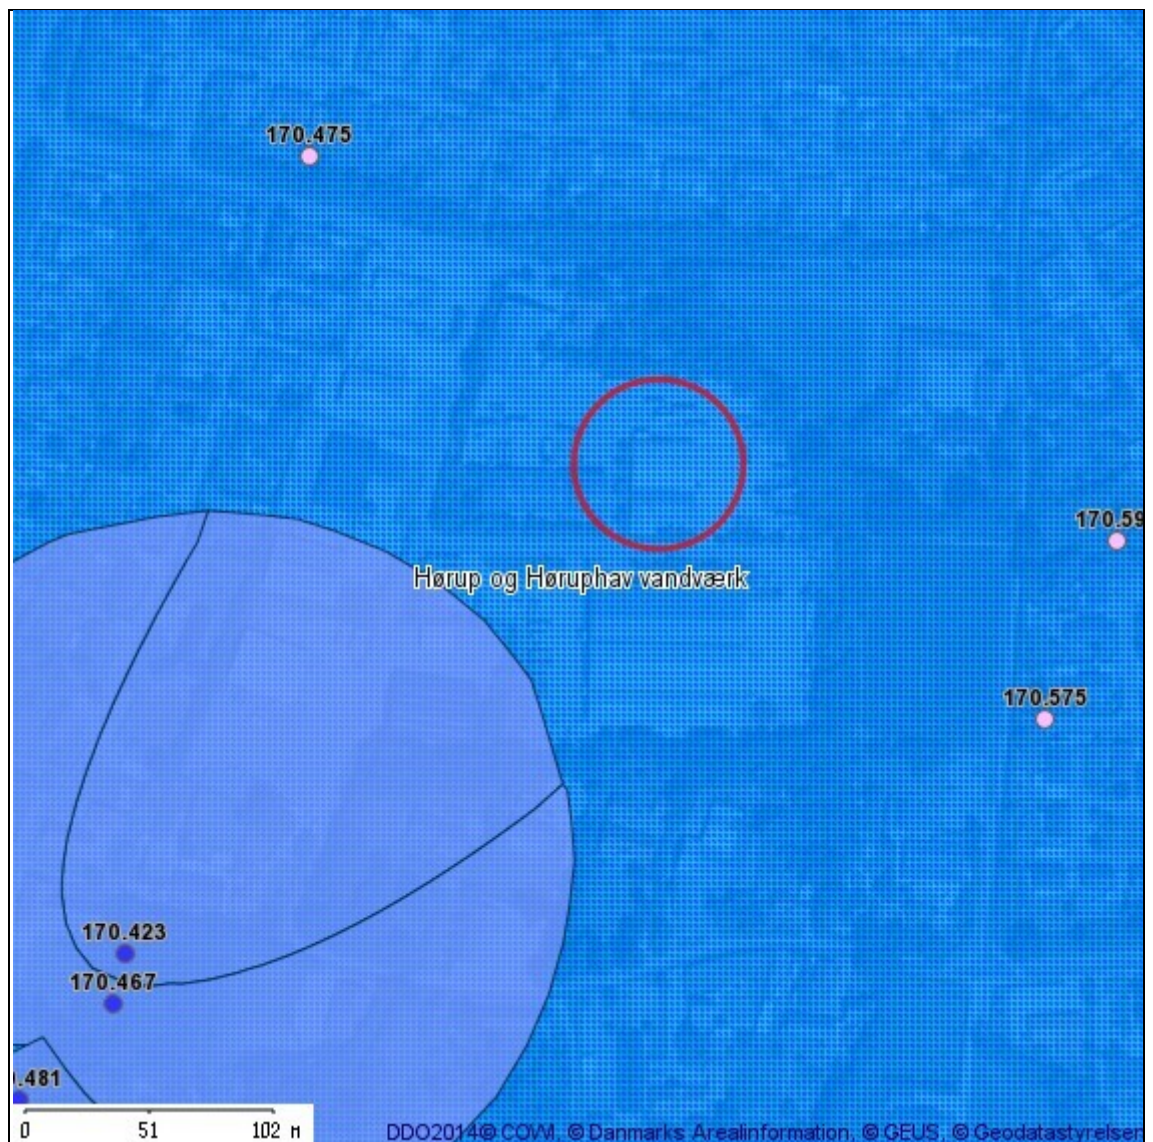 170.475
170.59
Hørup og Høruphav vandværk
170.575
170.423
170.467
.481
0 51 102 M
DDO2014© COWI, © Danmarks Arealinformation, © GEUS, © Geodatastyrelsen